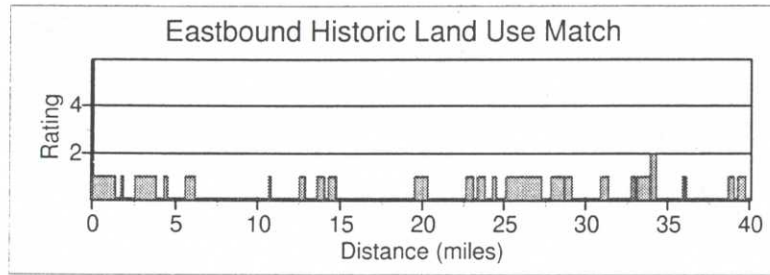 Eastbound Historic Land Use Match
Rating
4
2
0 5 10 15 20 25 30 35 40
Distance (miles)